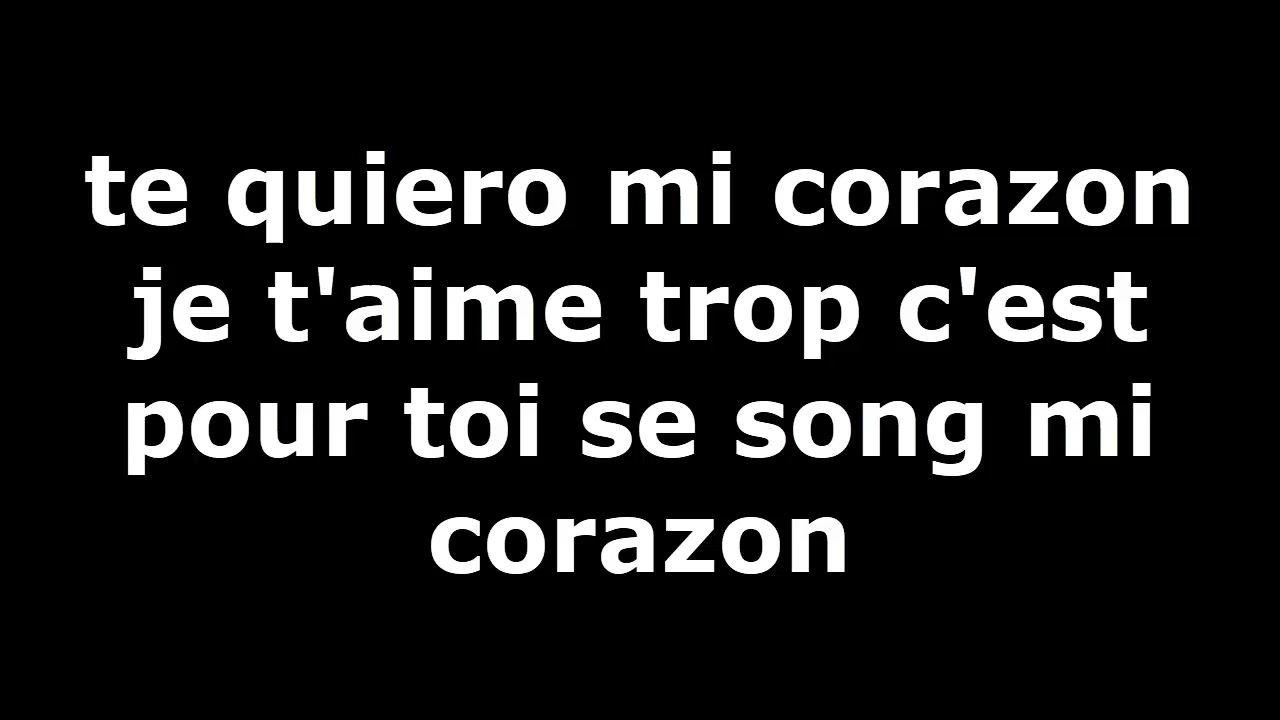 te quiero mi corazon
je t'aime trop c'est
pour toi se song mi
corazon